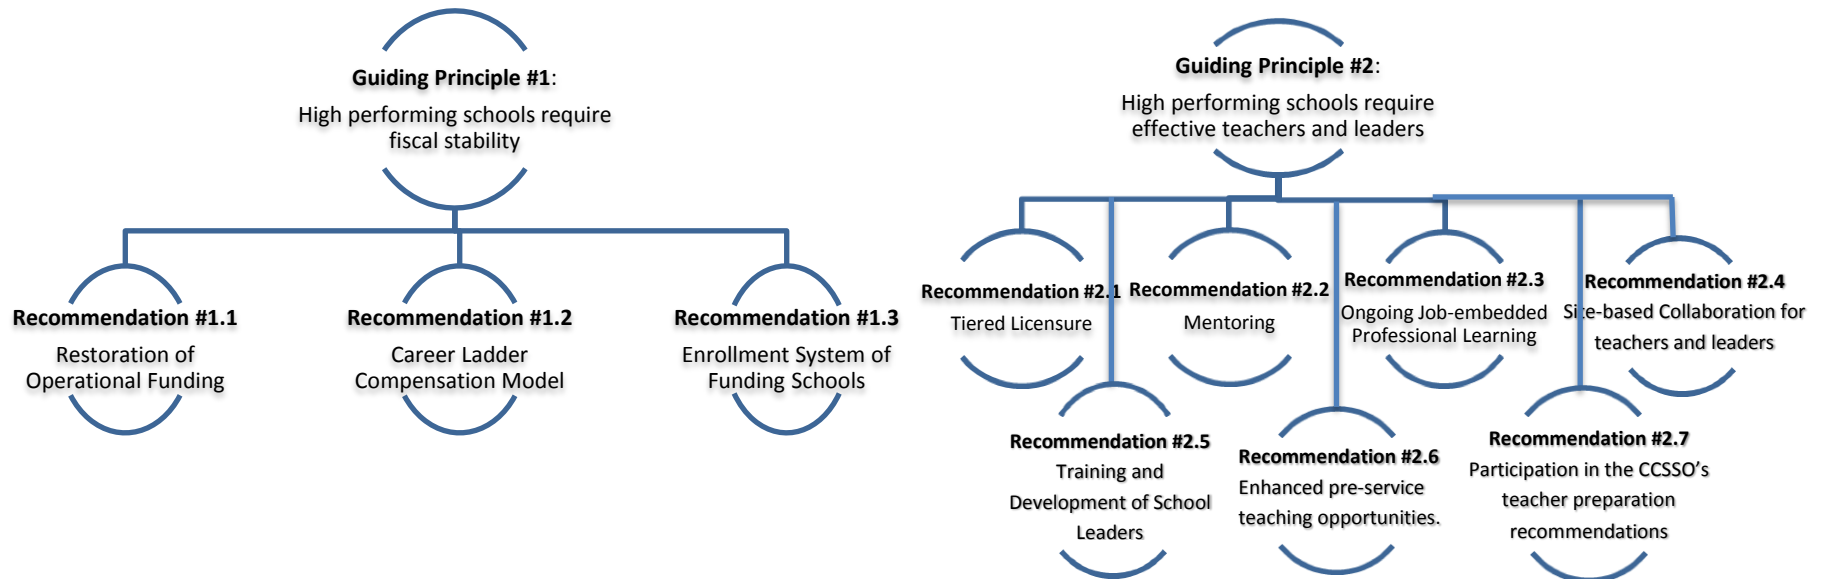 Guiding Principle #1:
High performing schools require
fiscal stability
Recommendation #1.1
Restoration of
Operational Funding
Recommendation #1.2
Career Ladder
Compensation Model
Recommendation #1.3
Enrollment System of
Funding Schools
Guiding Principle #2:
High performing schools require
effective teachers and leaders
Recommendation #2.1
Tiered Licensure
Recommendation #2.2
Mentoring
Recommendation #2.3
Ongoing Job-embedded
Professional Learning
Recommendation #2.4
Site-based Collaboration for
teachers and leaders
Recommendation #2.5
Training and
Development of School
Leaders
Recommendation #2.6
Enhanced pre-service
teaching opportunities.
Recommendation #2.7
Participation in the CCSSO’s
teacher preparation
recommendations